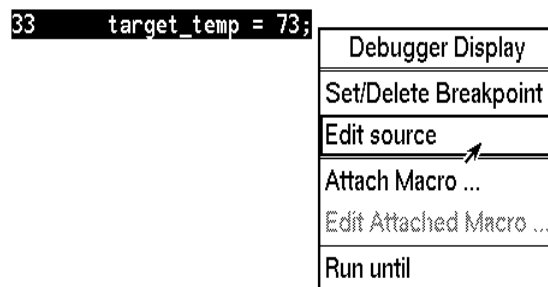 33 target_temp = 73;
Debugger Display
Set/Delete Breakpoint
Edit source
Attach Macro ...
Edit Attached Macro ...
Run until